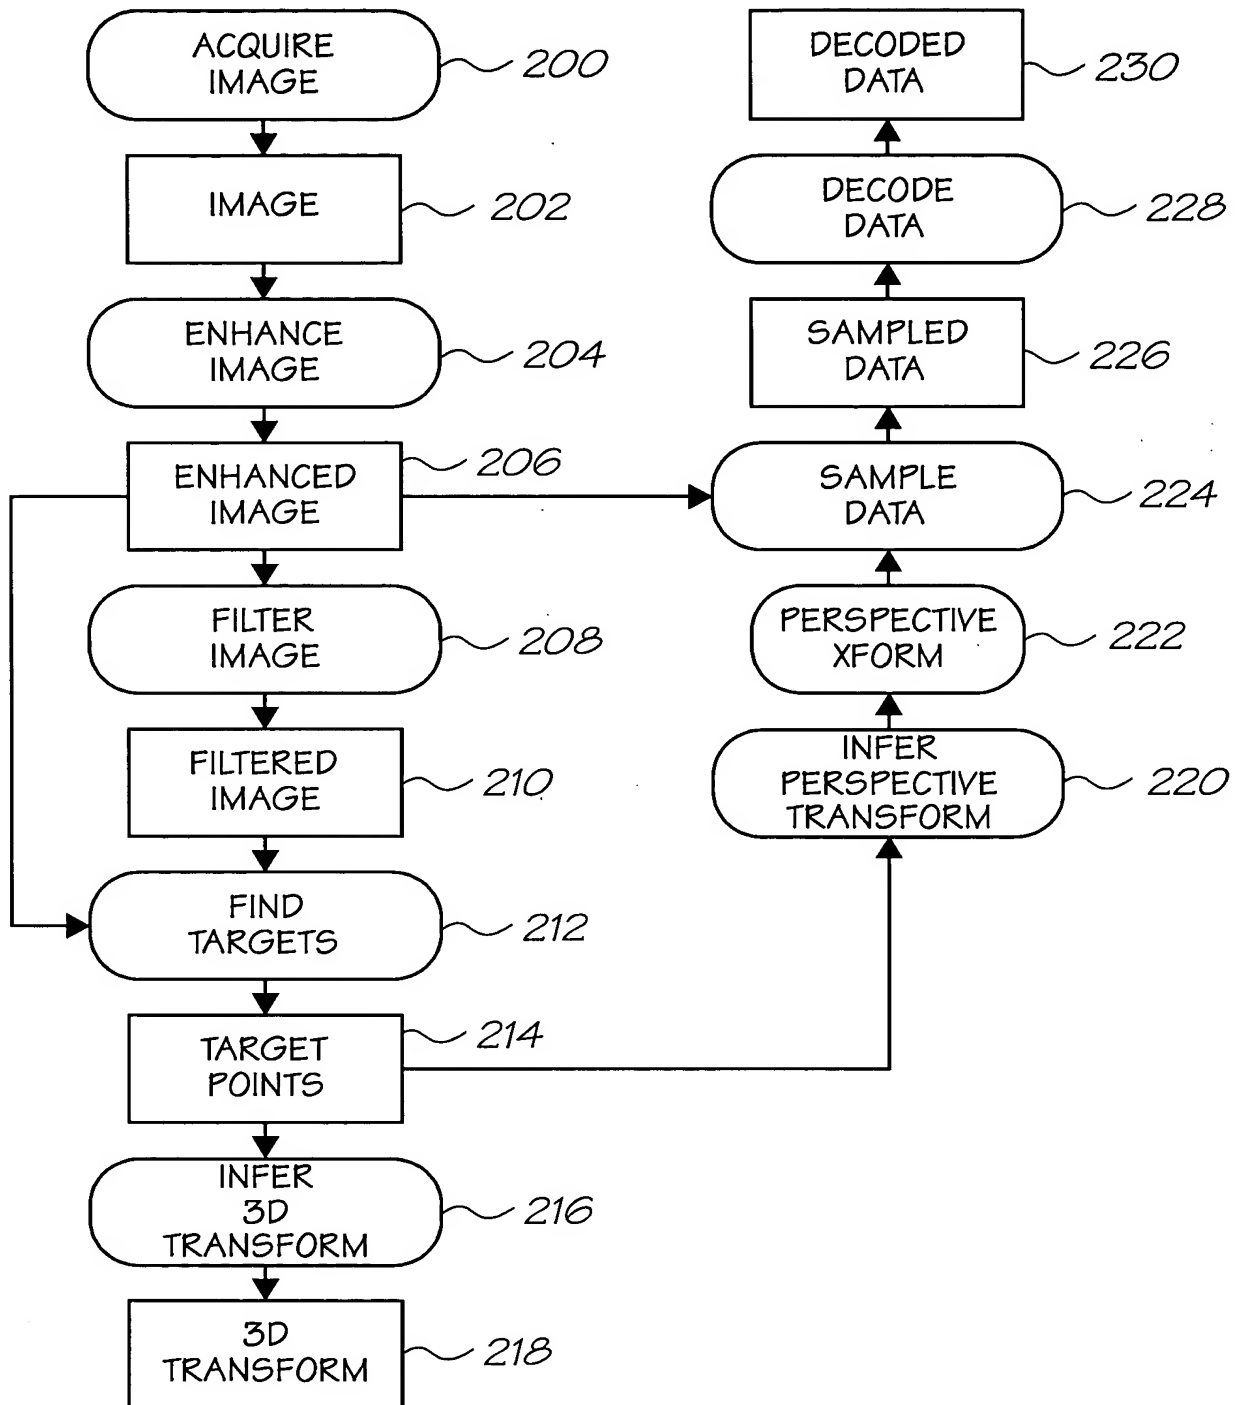 ACQUIRE
IMAGE
200
IMAGE
202
ENHANCE
IMAGE
204
ENHANCED
IMAGE
206
FILTER
IMAGE
208
FILTERED
IMAGE
210
FIND
TARGETS
212
TARGET
POINTS
214
INFER
3D
TRANSFORM
216
3D
TRANSFORM
218
DECODED
DATA
230
DECODE
DATA
228
SAMPLED
DATA
226
SAMPLE
DATA
224
PERSPECTIVE
XFORM
222
INFER
PERSPECTIVE
TRANSFORM
220